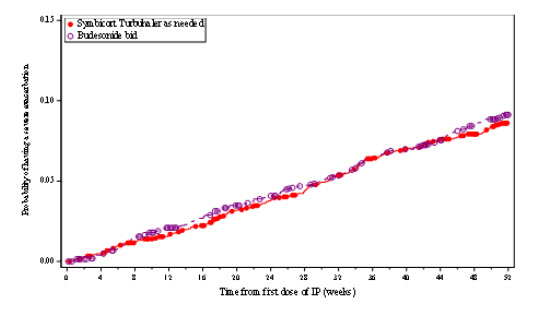 Symbicort Turbuhaler as needed
Budesonide bid
0.15
0.10
0.05
0.00
Probability of having a severe exacerbation
0 4 8 12 16 20 24 28 32 36 40 44 48 52
Time from first dose of IP (weeks)